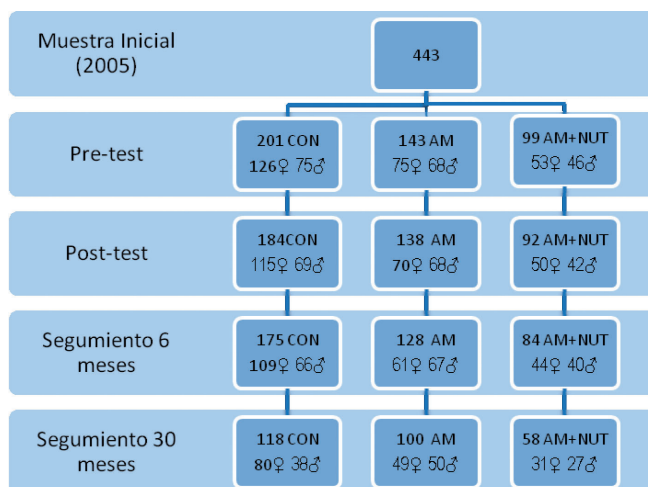 Muestra Inicial
(2005)
443
Pre-test
201 CON
126♀ 75♂
143 AM
75♀ 68♂
99 AM+NUT
53♀ 46♂
Post-test
184CON
115♀ 69♂
138 AM
70♀ 68♂
92 AM+NUT
50♀ 42♂
Segumiento 6
meses
175 CON
109♀ 66♂
128 AM
61♀ 67♂
84 AM+NUT
44♀ 40♂
Segumiento 30
meses
118 CON
80♀ 38♂
100 AM
49♀ 50♂
58 AM+NUT
31♀ 27♂